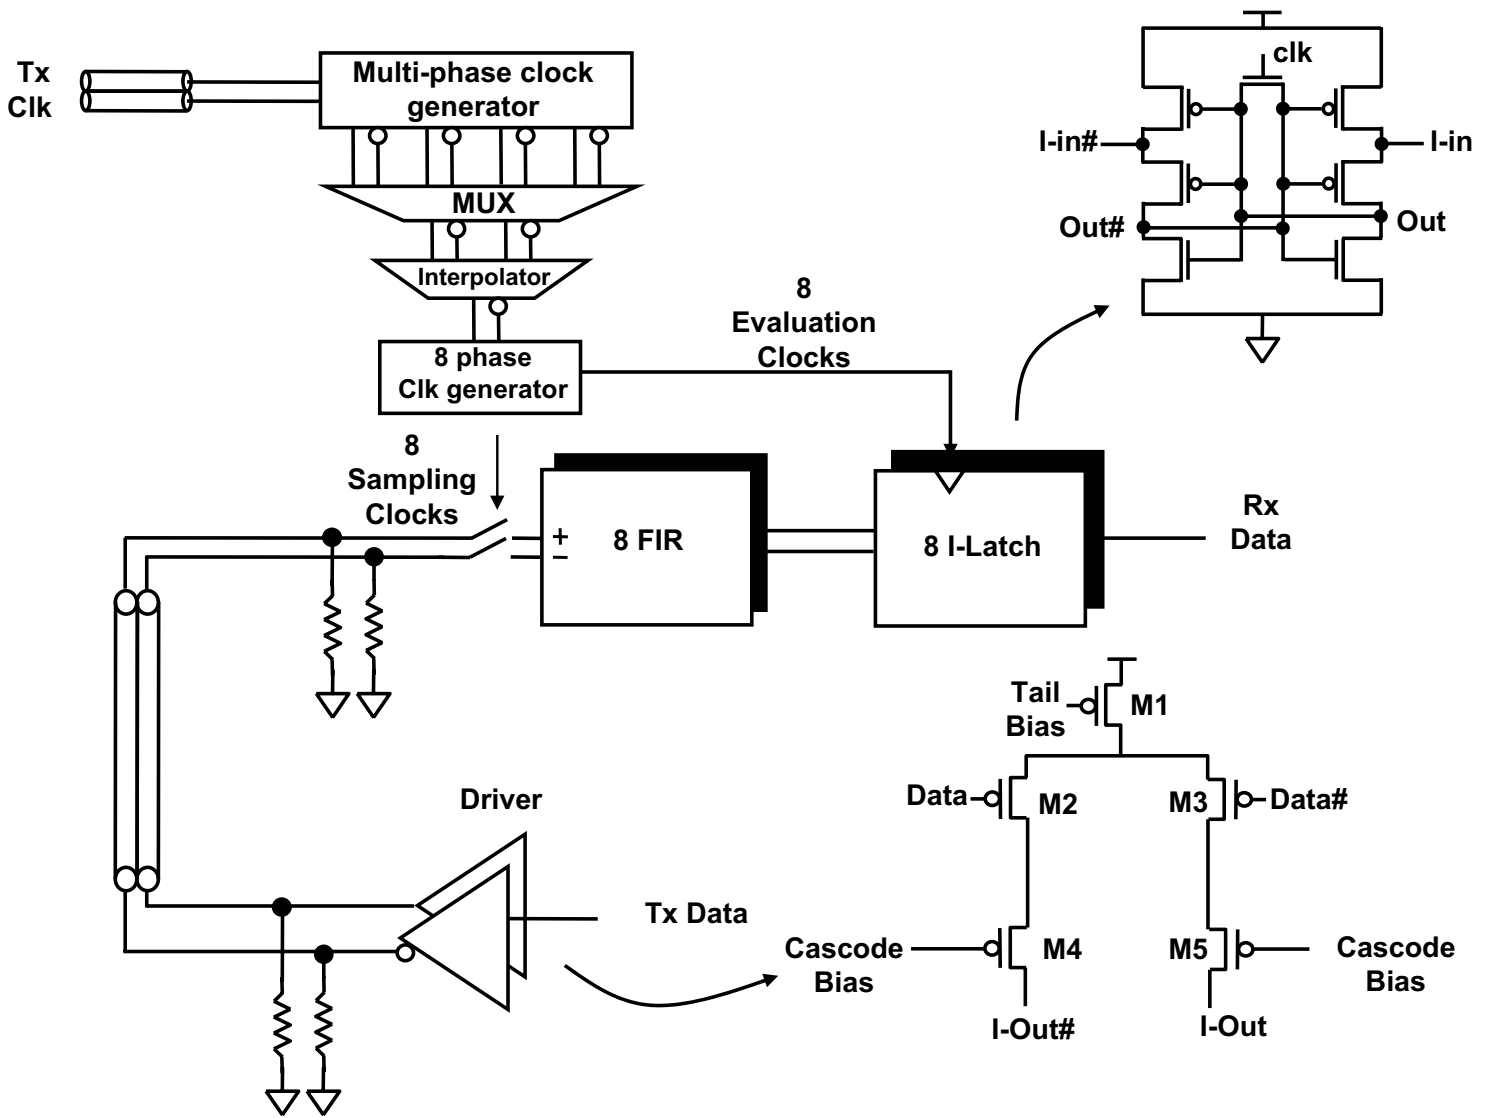 Tx
Clk
Multi-phase clock
generator
MUX
Interpolator
8 phase
Clk generator
8
Evaluation
Clocks
clk
I-in#
I-in
Out#
Out
8
Sampling
Clocks
+
−
8 FIR
8 I-Latch
Rx
Data
Driver
Tx Data
Tail
Bias
M1
Data
M2
M3
Data#
Cascode
Bias
M4
M5
Cascode
Bias
I-Out#
I-Out